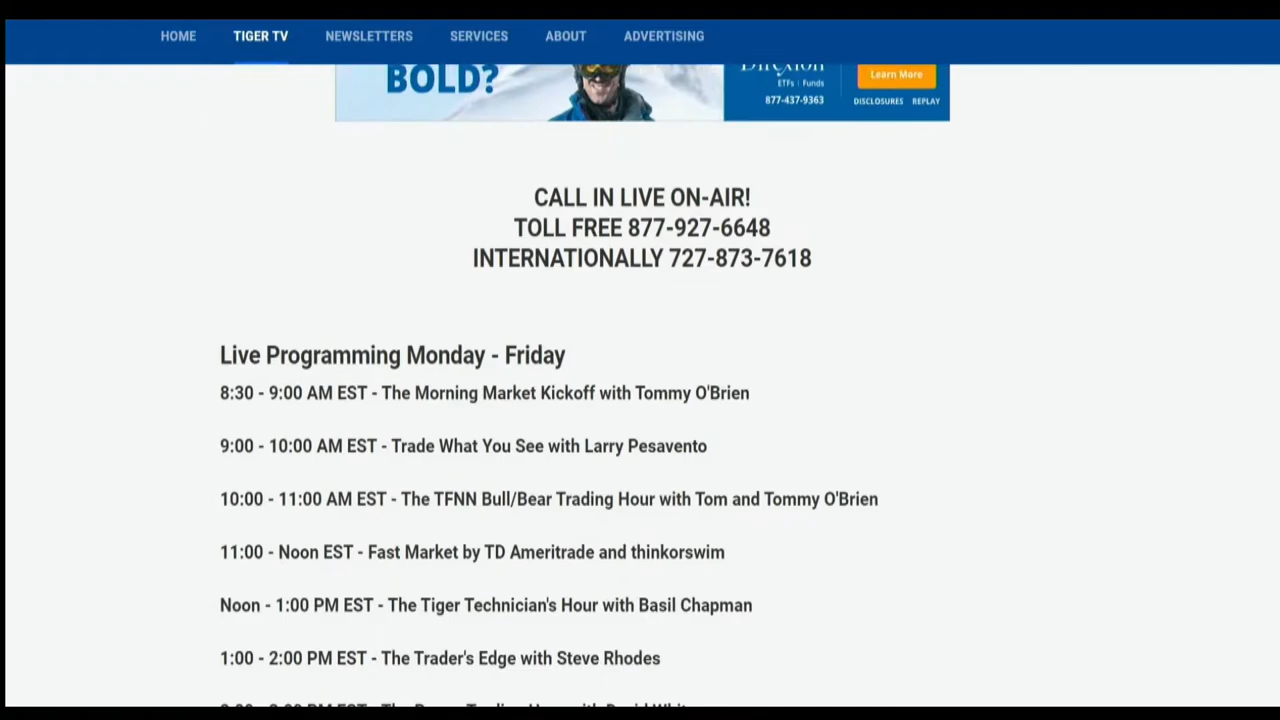 HOME TIGER TV NEWSLETTERS SERVICES ABOUT ADVERTISING
BOLD?
Direxion
Learn More
ETFs | Funds
877-437-9363
DISCLOSURES REPLAY
CALL IN LIVE ON-AIR!
TOLL FREE 877-927-6648
INTERNATIONALLY 727-873-7618
Live Programming Monday - Friday
8:30 - 9:00 AM EST - The Morning Market Kickoff with Tommy O'Brien
9:00 - 10:00 AM EST - Trade What You See with Larry Pesavento
10:00 - 11:00 AM EST - The TFNN Bull/Bear Trading Hour with Tom and Tommy O'Brien
11:00 - Noon EST - Fast Market by TD Ameritrade and thinkorswim
Noon - 1:00 PM EST - The Tiger Technician's Hour with Basil Chapman
1:00 - 2:00 PM EST - The Trader's Edge with Steve Rhodes